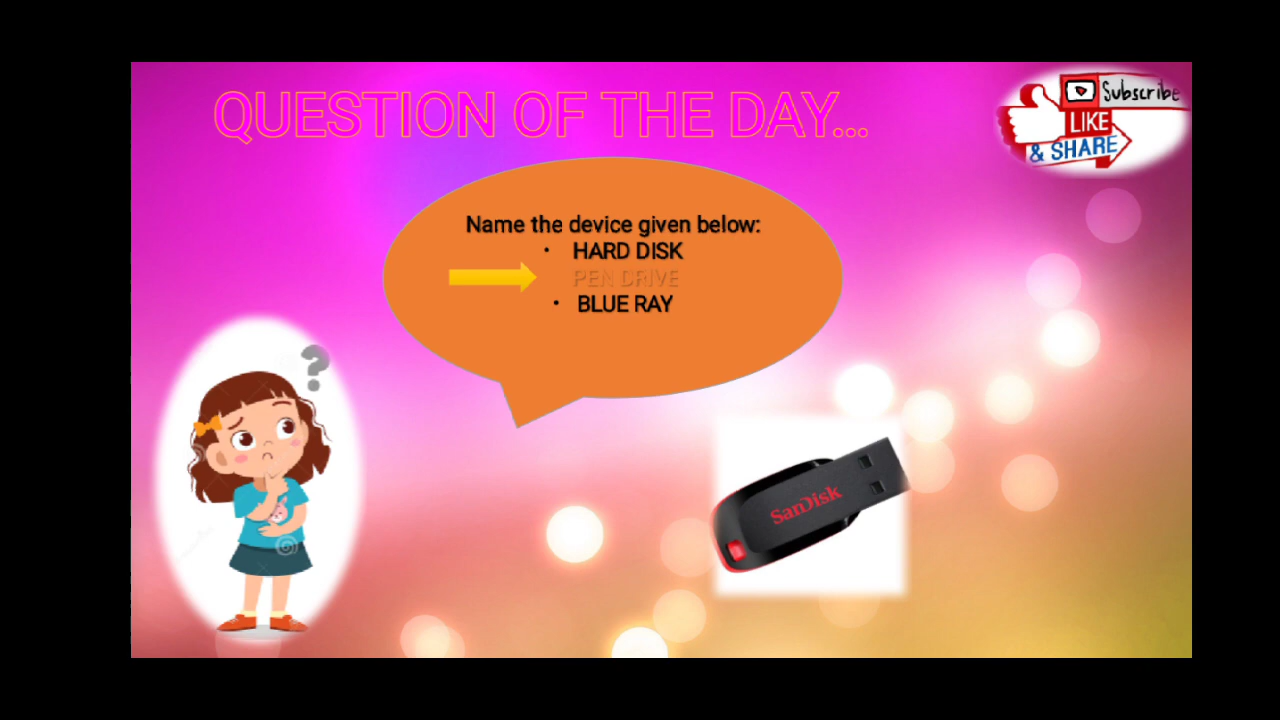 QUESTION OF THE DAY...
Subscribe
LIKE
& SHARE
Name the device given below:
• HARD DISK
PEN DRIVE
• BLUE RAY
?
SanDisk